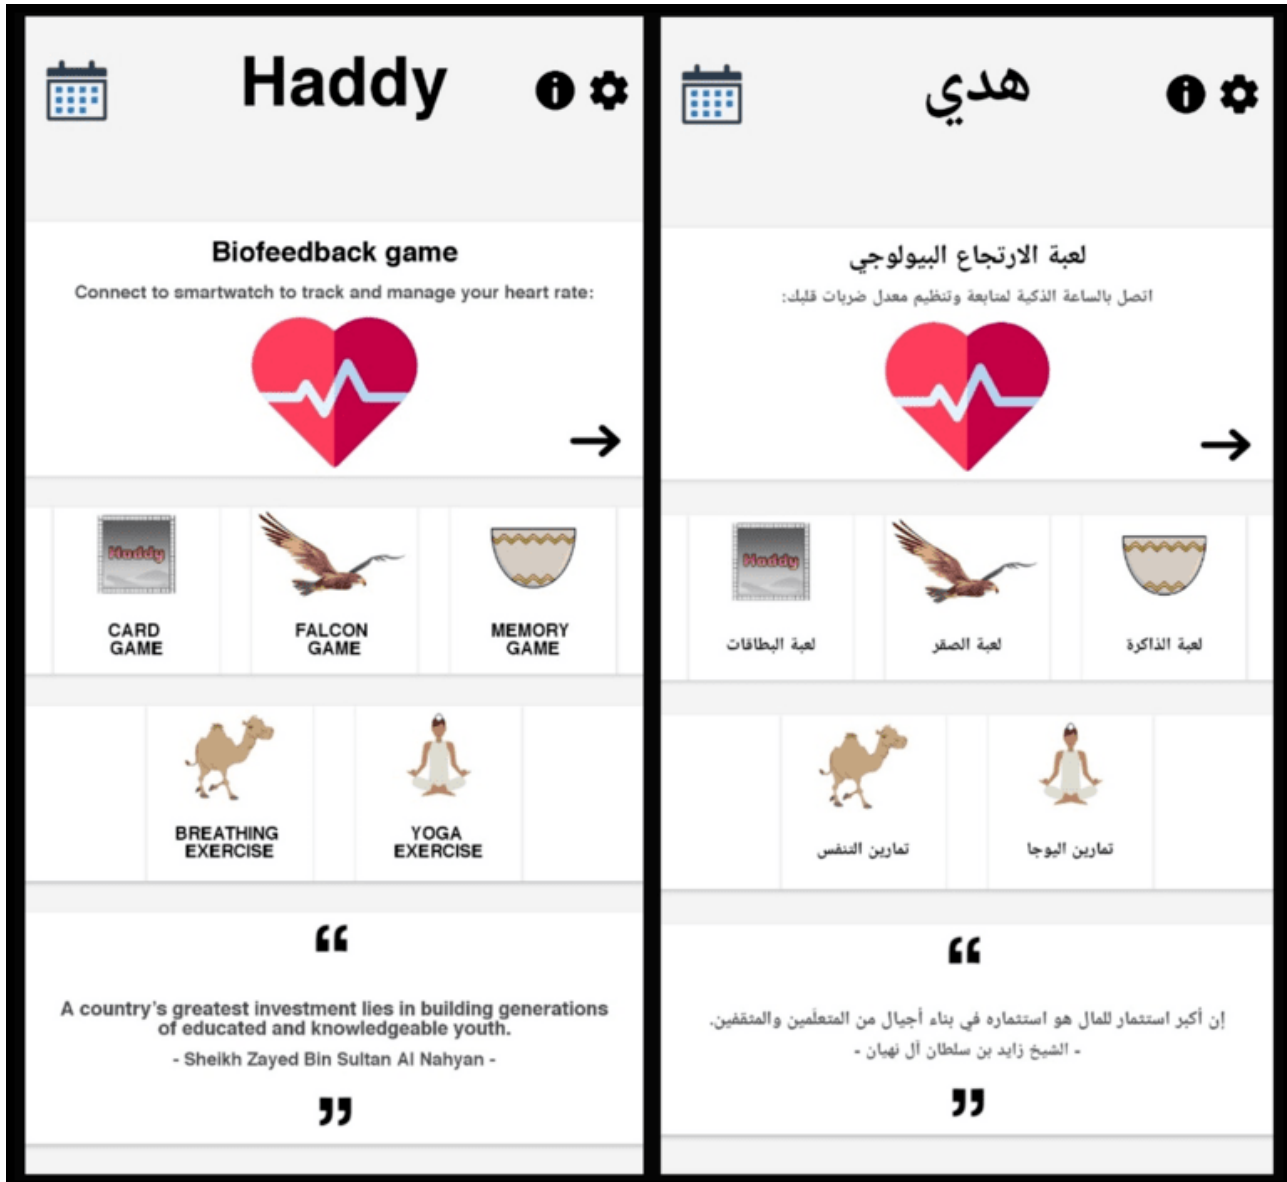 Haddy
Biofeedback game
Connect to smartwatch to track and manage your heart rate:
Haddy
CARD
GAME
FALCON
GAME
MEMORY
GAME
BREATHING
EXERCISE
YOGA
EXERCISE
“
A country’s greatest investment lies in building generations
of educated and knowledgeable youth.
- Sheikh Zayed Bin Sultan Al Nahyan -
”
هدي
لعبة الارتجاع البيولوجي
اتصل بالساعة الذكية لمتابعة وتنظيم معدل ضربات قلبك:
Haddy
لعبة البطاقات
لعبة الصقر
لعبة الذاكرة
تمارين التنفس
تمارين اليوجا
“
إن أكبر استثمار للمال هو استثماره في بناء أجيال من المتعلّمين والمثقفين.
- الشيخ زايد بن سلطان آل نهيان -
”